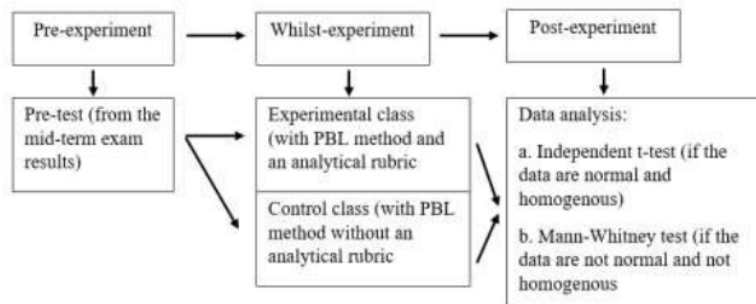 Pre-experiment
Whilst-experiment
Post-experiment
Pre-test (from the
mid-term exam
results)
Experimental class
(with PBL method and
an analytical rubric
Control class (with PBL
method without an
analytical rubric
Data analysis:
a. Independent t-test (if the
data are normal and
homogenous)
b. Mann-Whitney test (if the
data are not normal and not
homogenous